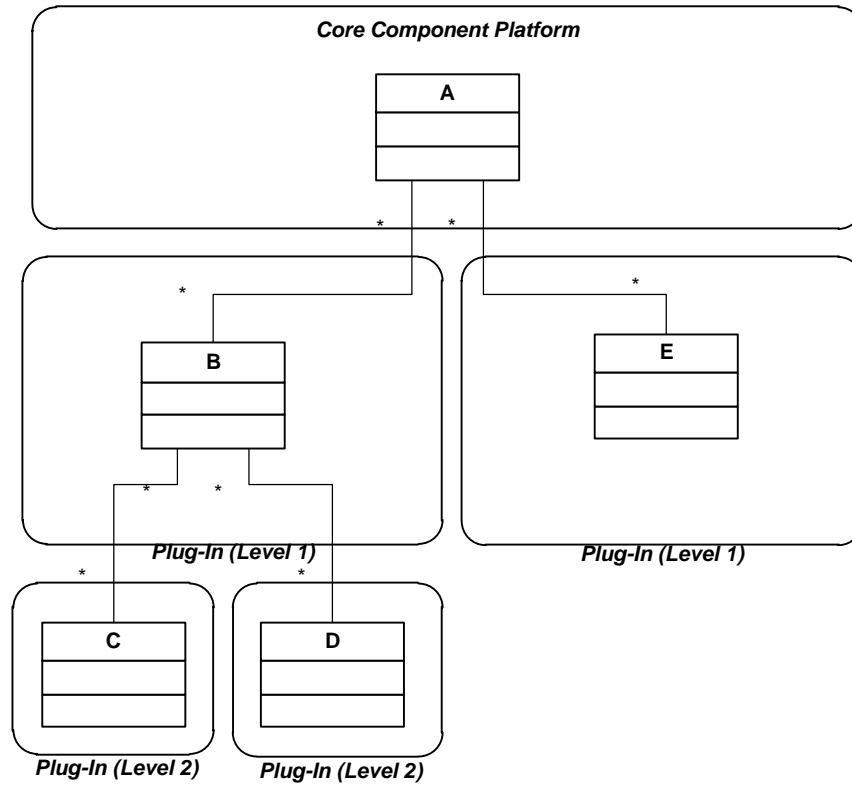 Core Component Platform
A
* *
* *
B E
* *
Plug-In (Level 1) Plug-In (Level 1)
* *
C D
Plug-In (Level 2) Plug-In (Level 2)